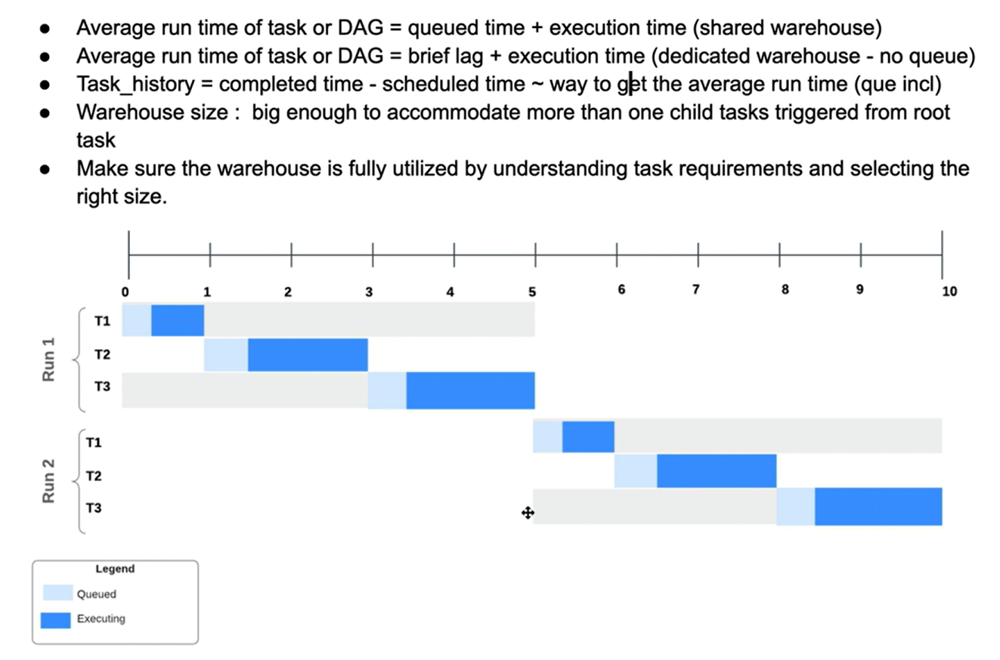 ● Average run time of task or DAG = queued time + execution time (shared warehouse)
● Average run time of task or DAG = brief lag + execution time (dedicated warehouse - no queue)
● Task_history = completed time - scheduled time ~ way to get the average run time (que incl)
● Warehouse size :  big enough to accommodate more than one child tasks triggered from root
task
● Make sure the warehouse is fully utilized by understanding task requirements and selecting the
right size.
0 1 2 3 4 5 6 7 8 9 10
Run 1
T1
T2
T3
Run 2
T1
T2
T3
Legend
Queued
Executing